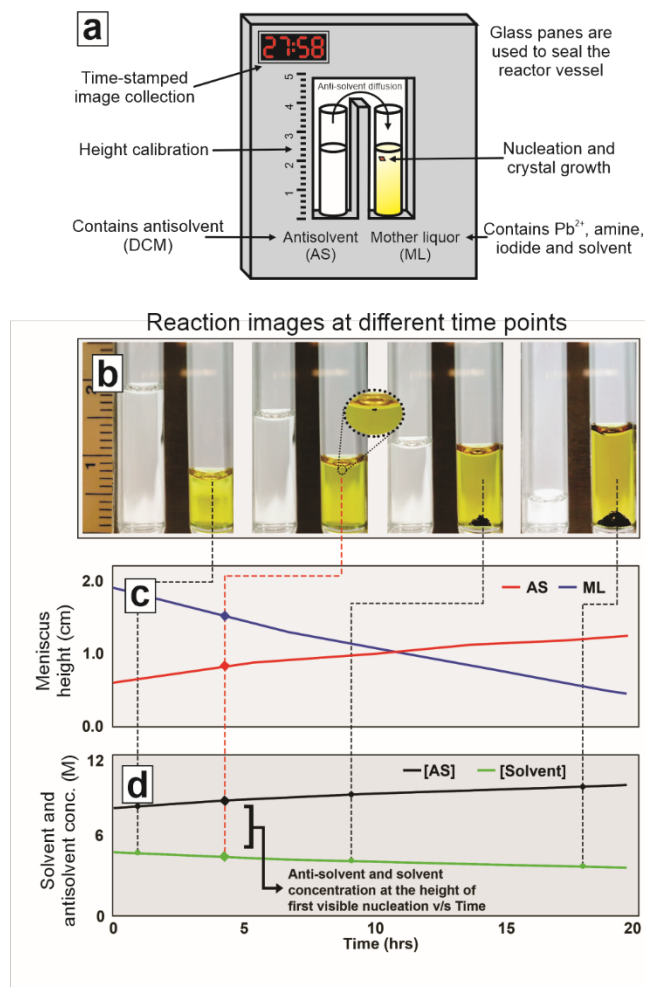 a
27:58
Glass panes
are used to seal the
reactor vessel
Time-stamped
image collection
5
4
3
2
1
Anti-solvent diffusion
Height calibration
Nucleation and
crystal growth
Contains antisolvent
(DCM)
Antisolvent
(AS)
Mother liquor
(ML)
Contains Pb²⁺, amine,
iodide and solvent
Reaction images at different time points
b
2
1
c
AS
ML
Meniscus
height (cm)
2.0
1.0
0.0
d
[AS]
[Solvent]
Solvent and
antisolvent conc. (M)
12
6
0
Anti-solvent and solvent
concentration at the height of
first visible nucleation v/s Time
0 5 10 15 20
Time (hrs)